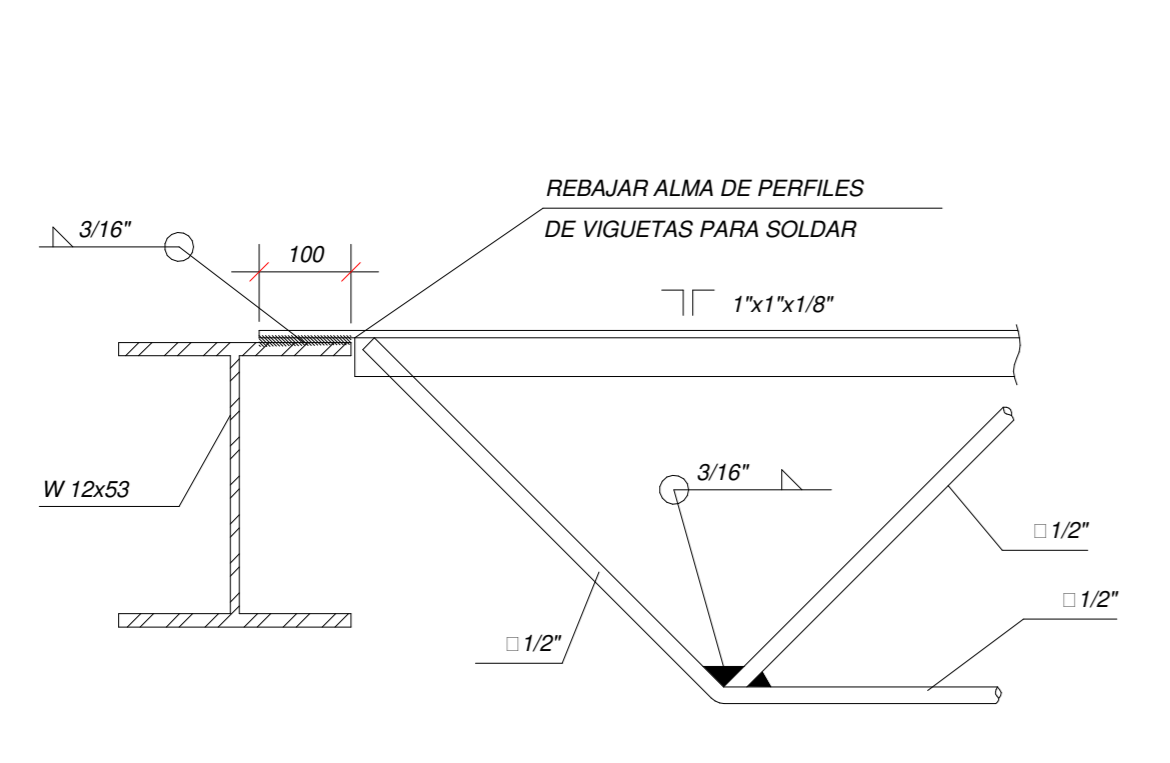 REBAJAR ALMA DE PERFILES
DE VIGUETAS PARA SOLDAR
3/16"
100
1"x1"x1/8"
W 12x53
3/16"
□ 1/2"
□ 1/2"
□ 1/2"